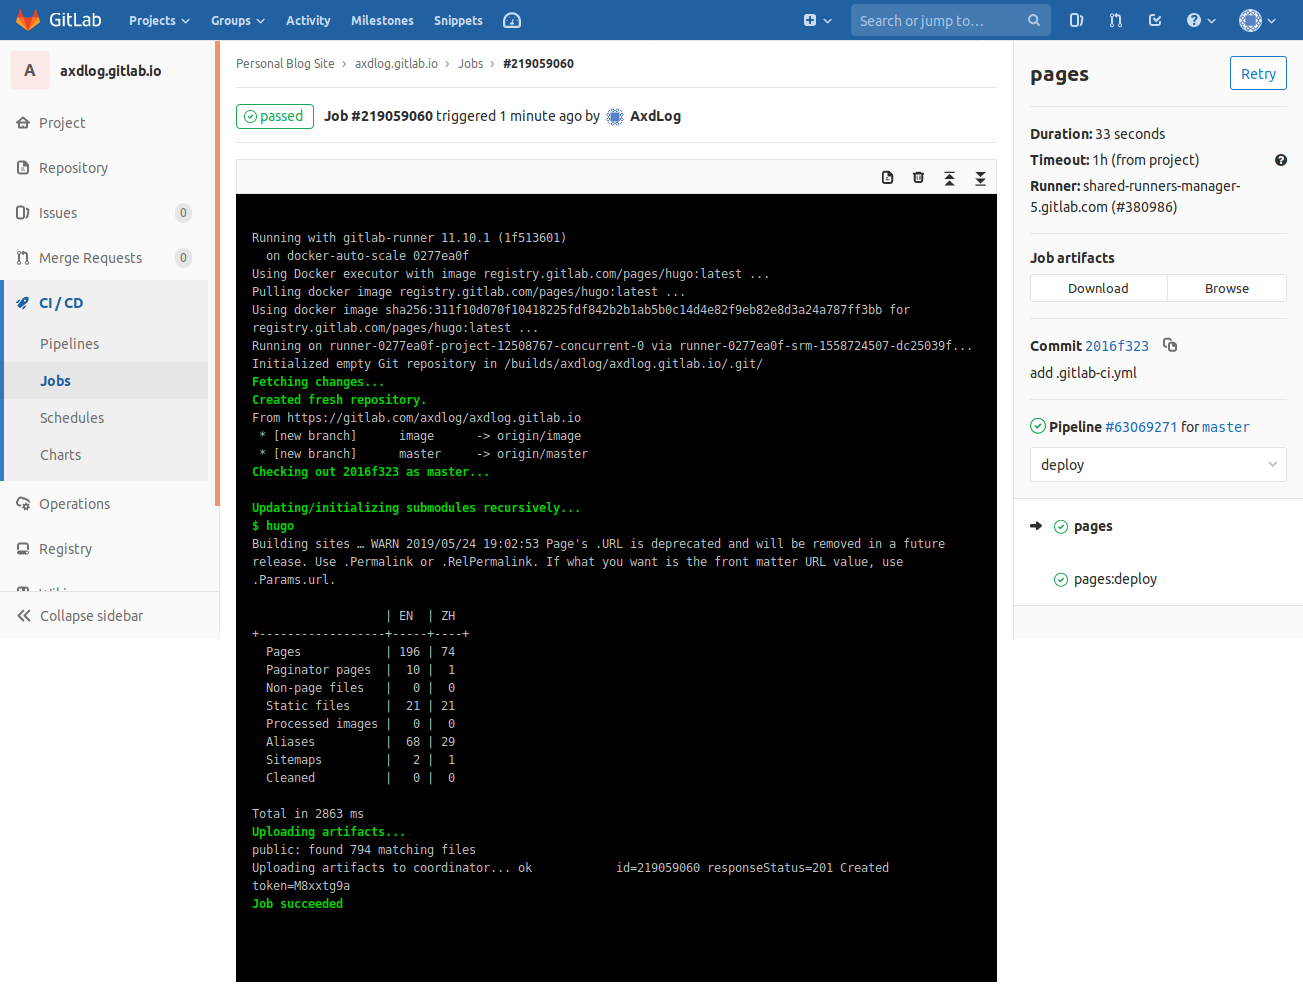 GitLab Projects Groups Activity Milestones Snippets Search or jump to…
A axdlog.gitlab.io
Project
Repository
Issues 0
Merge Requests 0
CI / CD
Pipelines
Jobs
Schedules
Charts
Operations
Registry
Collapse sidebar
Personal Blog Site › axdlog.gitlab.io › Jobs › #219059060
passed Job #219059060 triggered 1 minute ago by AxdLog
Running with gitlab-runner 11.10.1 (1f513601)
on docker-auto-scale 0277ea0f
Using Docker executor with image registry.gitlab.com/pages/hugo:latest ...
Pulling docker image registry.gitlab.com/pages/hugo:latest ...
Using docker image sha256:311f10d070f10418225fdf842b2b1ab5b0c14d4e82f9eb82e8d3a24a787ff3bb for
registry.gitlab.com/pages/hugo:latest ...
Running on runner-0277ea0f-project-12508767-concurrent-0 via runner-0277ea0f-srm-1558724507-dc25039f...
Initialized empty Git repository in /builds/axdlog/axdlog.gitlab.io/.git/
Fetching changes...
Created fresh repository.
From https://gitlab.com/axdlog/axdlog.gitlab.io
* [new branch]      image      -> origin/image
* [new branch]      master     -> origin/master
Checking out 2016f323 as master...
Updating/initializing submodules recursively...
$ hugo
Building sites … WARN 2019/05/24 19:02:53 Page's .URL is deprecated and will be removed in a future
release. Use .Permalink or .RelPermalink. If what you want is the front matter URL value, use
.Params.url.
| EN  | ZH
+------------------+-----+----+
Pages            | 196 | 74
Paginator pages  |  10 |  1
Non-page files   |   0 |  0
Static files     |  21 | 21
Processed images |   0 |  0
Aliases          |  68 | 29
Sitemaps         |   2 |  1
Cleaned          |   0 |  0
Total in 2863 ms
Uploading artifacts...
public: found 794 matching files
Uploading artifacts to coordinator... ok            id=219059060 responseStatus=201 Created
token=M8xxtg9a
Job succeeded
pages Retry
Duration: 33 seconds
Timeout: 1h (from project)
Runner: shared-runners-manager-
5.gitlab.com (#380986)
Job artifacts
Download Browse
Commit 2016f323
add .gitlab-ci.yml
Pipeline #63069271 for master
deploy
pages
pages:deploy